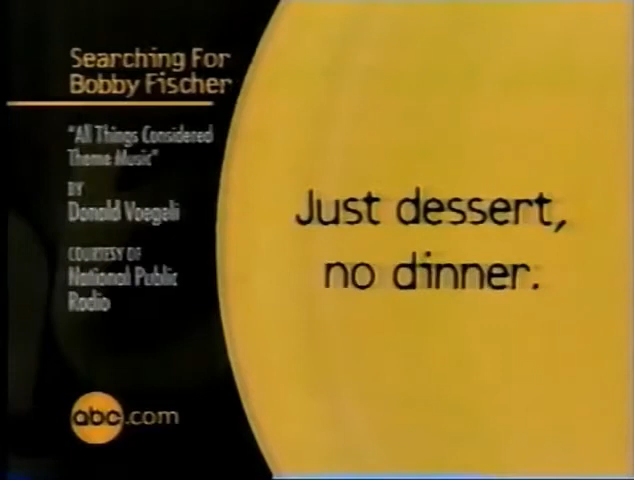 Searching For
Bobby Fischer
"All Things Considered
Theme Music"
BY
Donald Voegeli
COURTESY OF
National Public
Radio
abc.com
Just dessert,
no dinner.